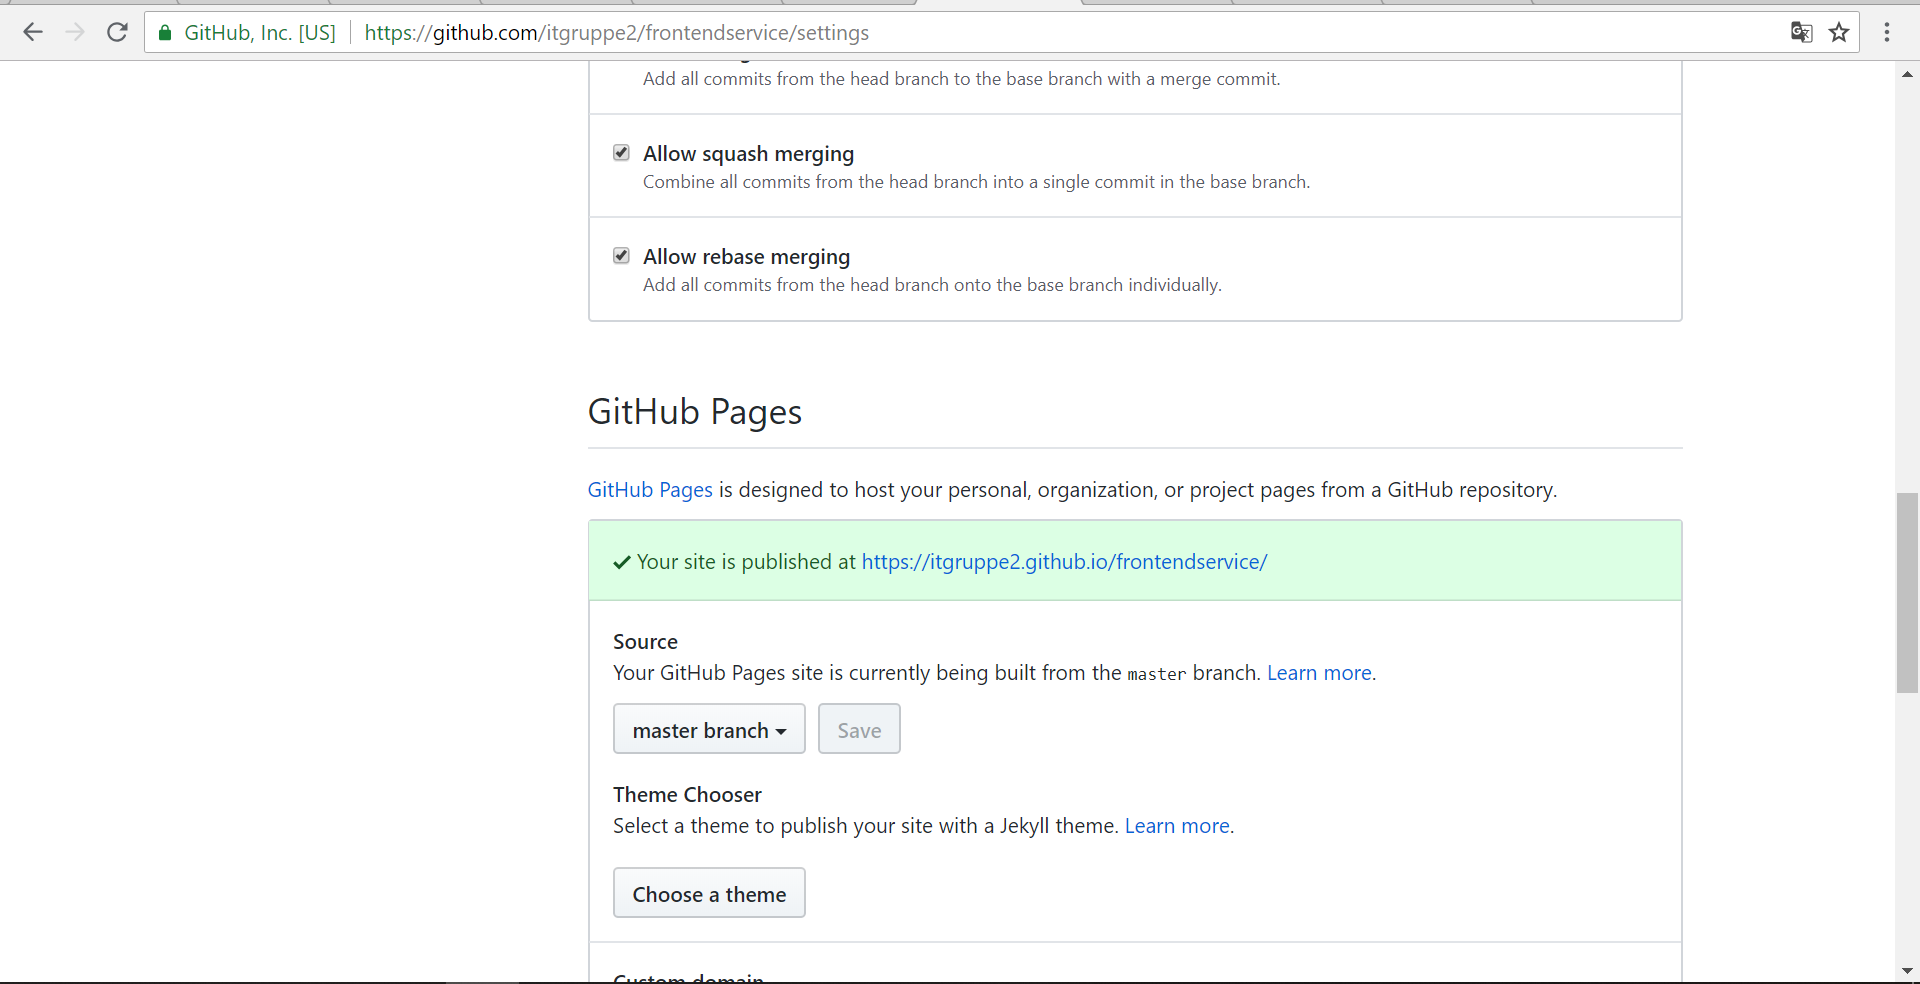 GitHub, Inc. [US] https://github.com/itgruppe2/frontendservice/settings
Add all commits from the head branch to the base branch with a merge commit.
Allow squash merging
Combine all commits from the head branch into a single commit in the base branch.
Allow rebase merging
Add all commits from the head branch onto the base branch individually.
GitHub Pages
GitHub Pages is designed to host your personal, organization, or project pages from a GitHub repository.
Your site is published at https://itgruppe2.github.io/frontendservice/
Source
Your GitHub Pages site is currently being built from the master branch. Learn more.
master branch Save
Theme Chooser
Select a theme to publish your site with a Jekyll theme. Learn more.
Choose a theme
Custom domain